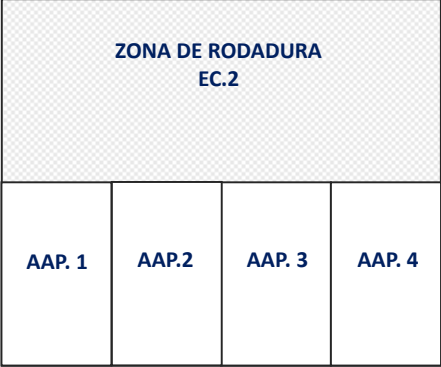 ZONA DE RODADURA
EC.2
AAP. 1
AAP.2
AAP. 3
AAP. 4